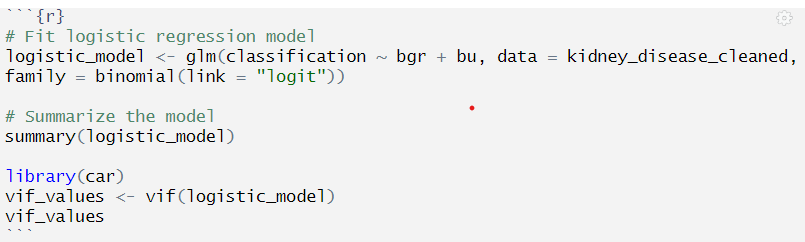 ```{r}
# Fit logistic regression model
logistic_model <- glm(classification ~ bgr + bu, data = kidney_disease_cleaned,
family = binomial(link = "logit"))
# Summarize the model
summary(logistic_model)
library(car)
vif_values <- vif(logistic_model)
vif_values
```